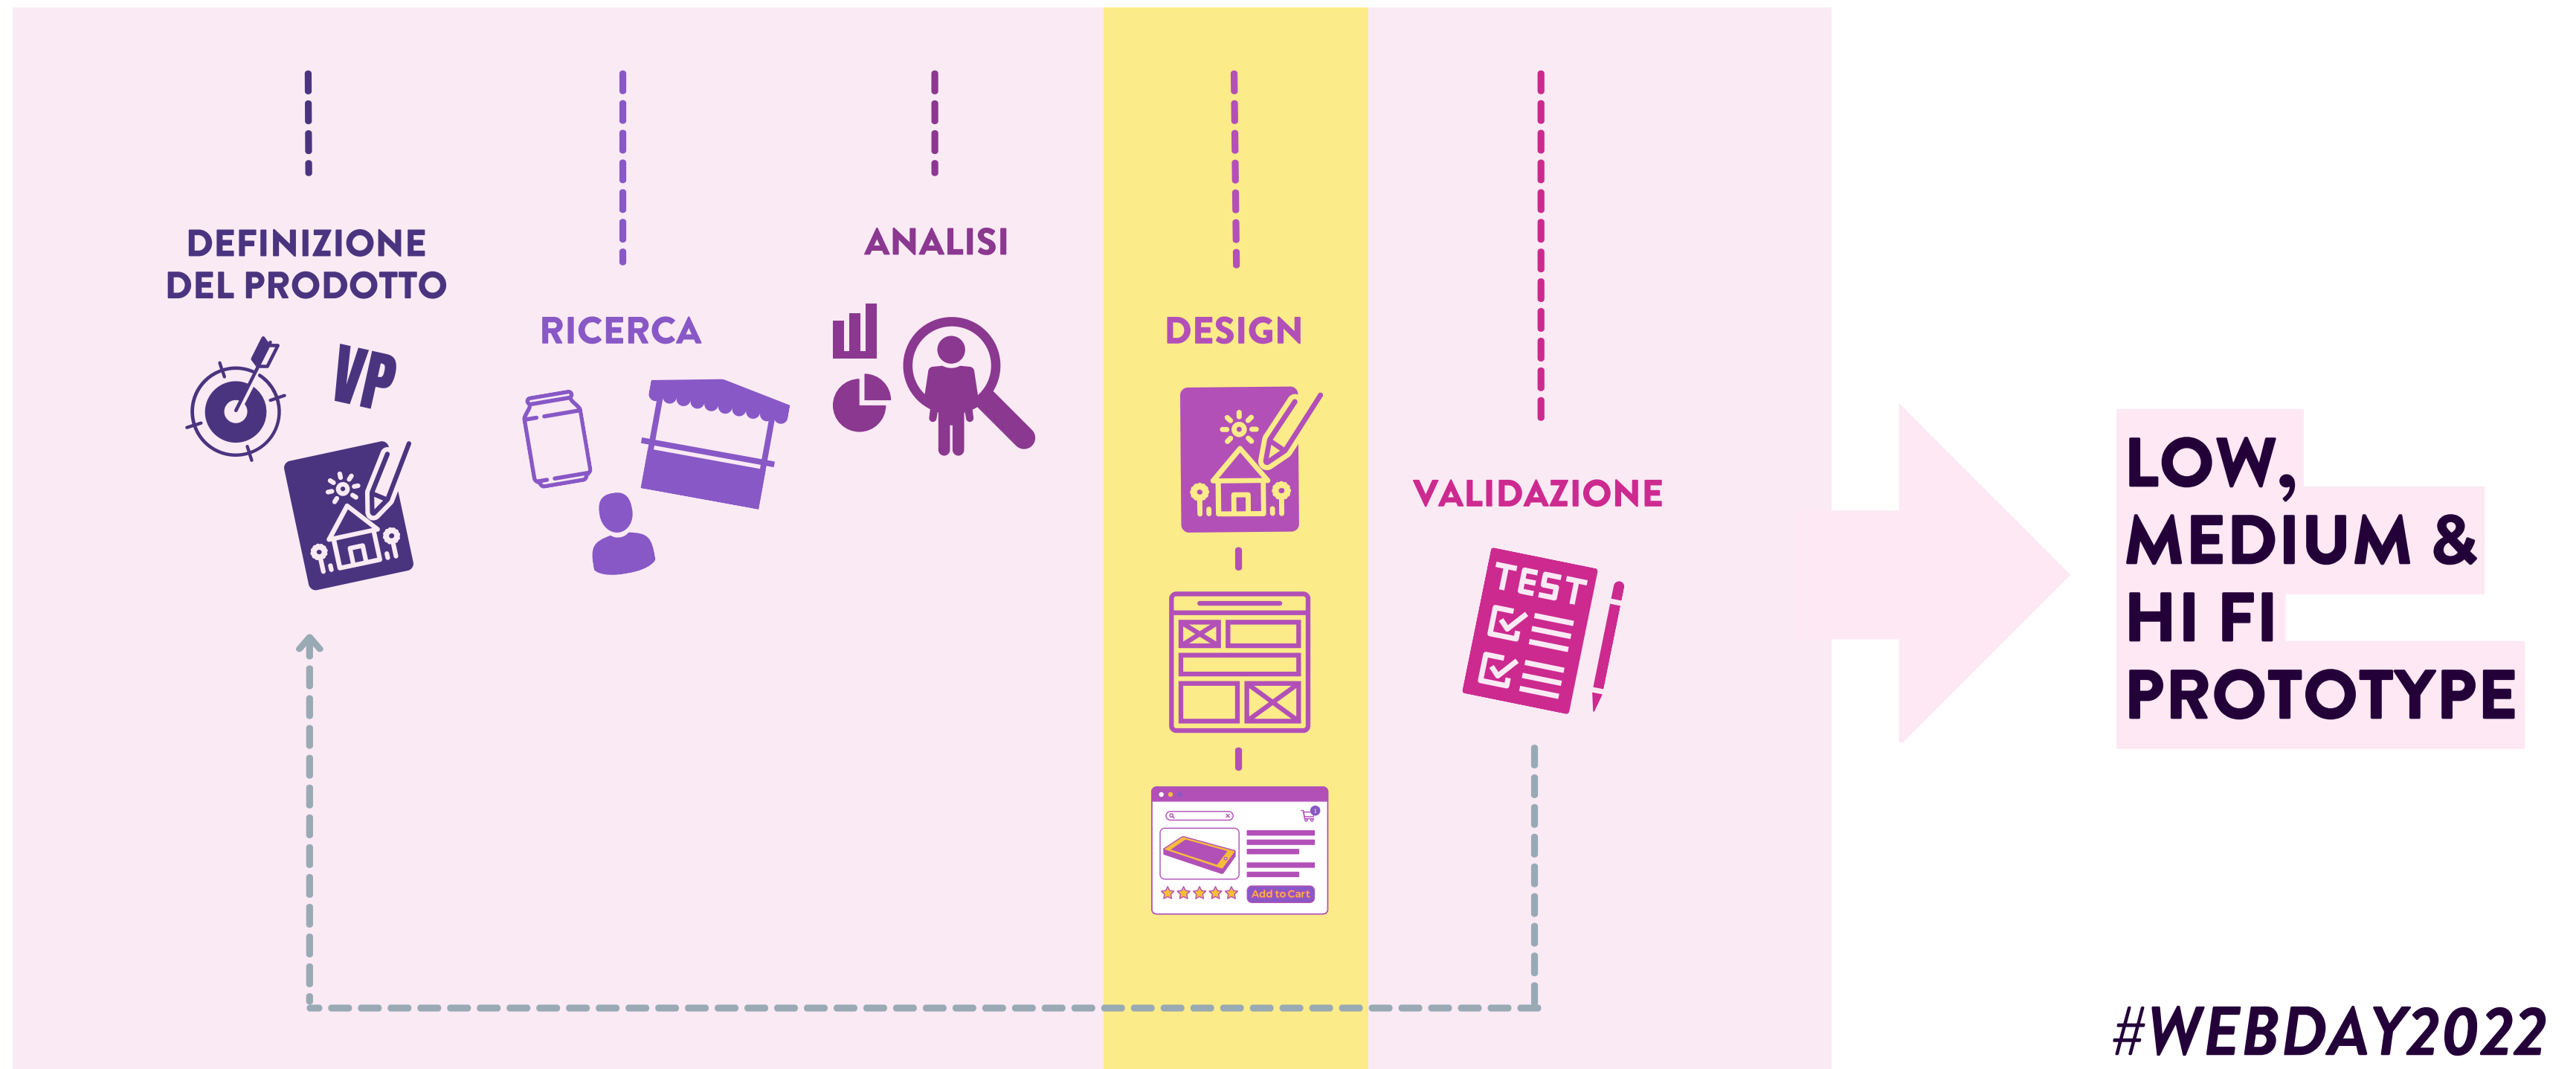 DEFINIZIONE
DEL PRODOTTO
VP
RICERCA
ANALISI
DESIGN
Add to Cart
VALIDAZIONE
TEST
LOW,
MEDIUM &
HI FI
PROTOTYPE
#WEBDAY2022